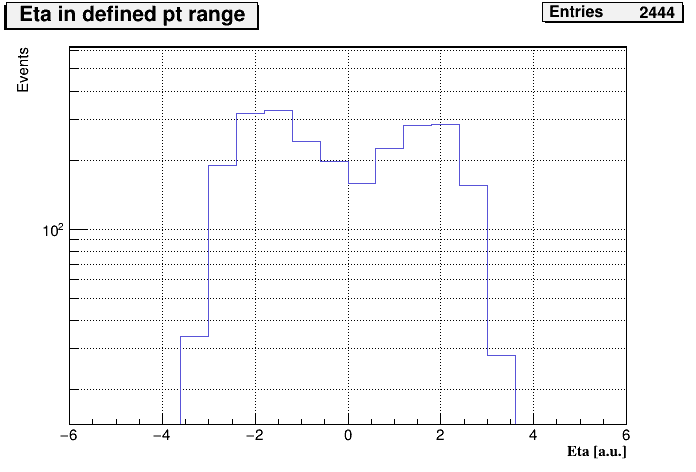 Eta in defined pt range
Entries 2444
Events
10²
−6 −4 −2 0 2 4 6
Eta [a.u.]